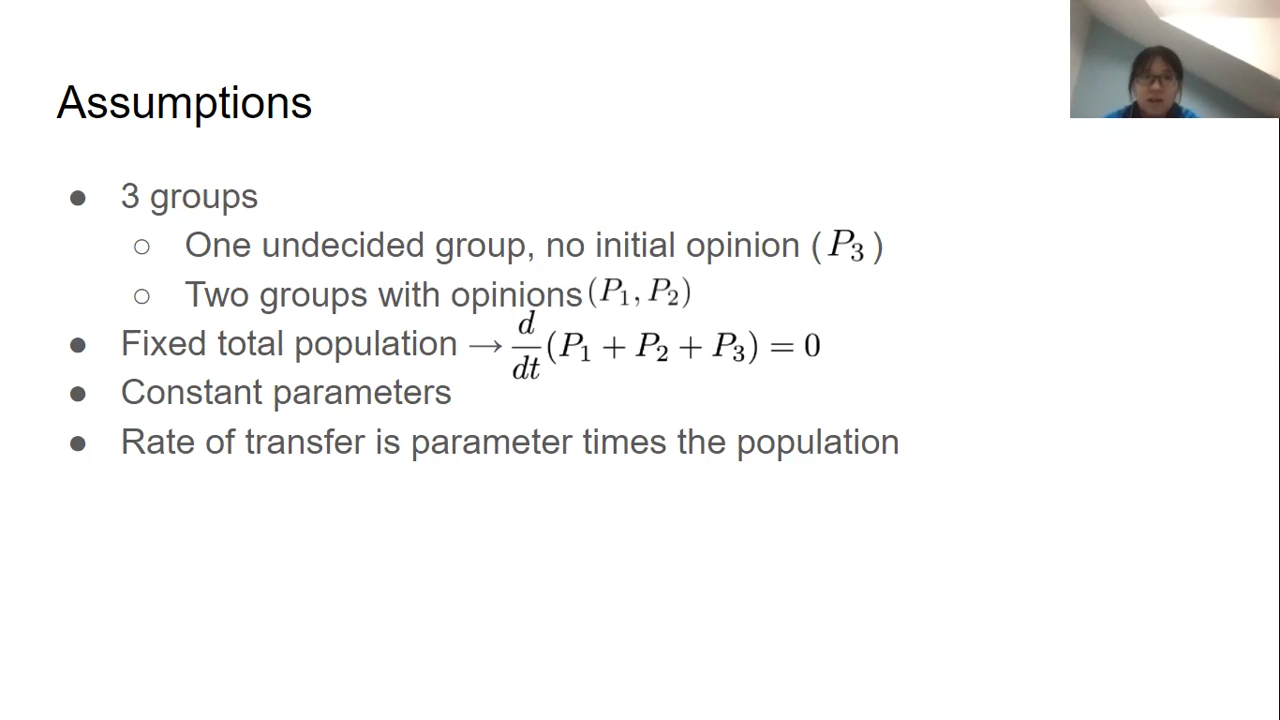 Assumptions
● 3 groups
○ One undecided group, no initial opinion (P₃)
○ Two groups with opinions (P₁, P₂)
● Fixed total population → d/dt (P₁ + P₂ + P₃) = 0
● Constant parameters
● Rate of transfer is parameter times the population